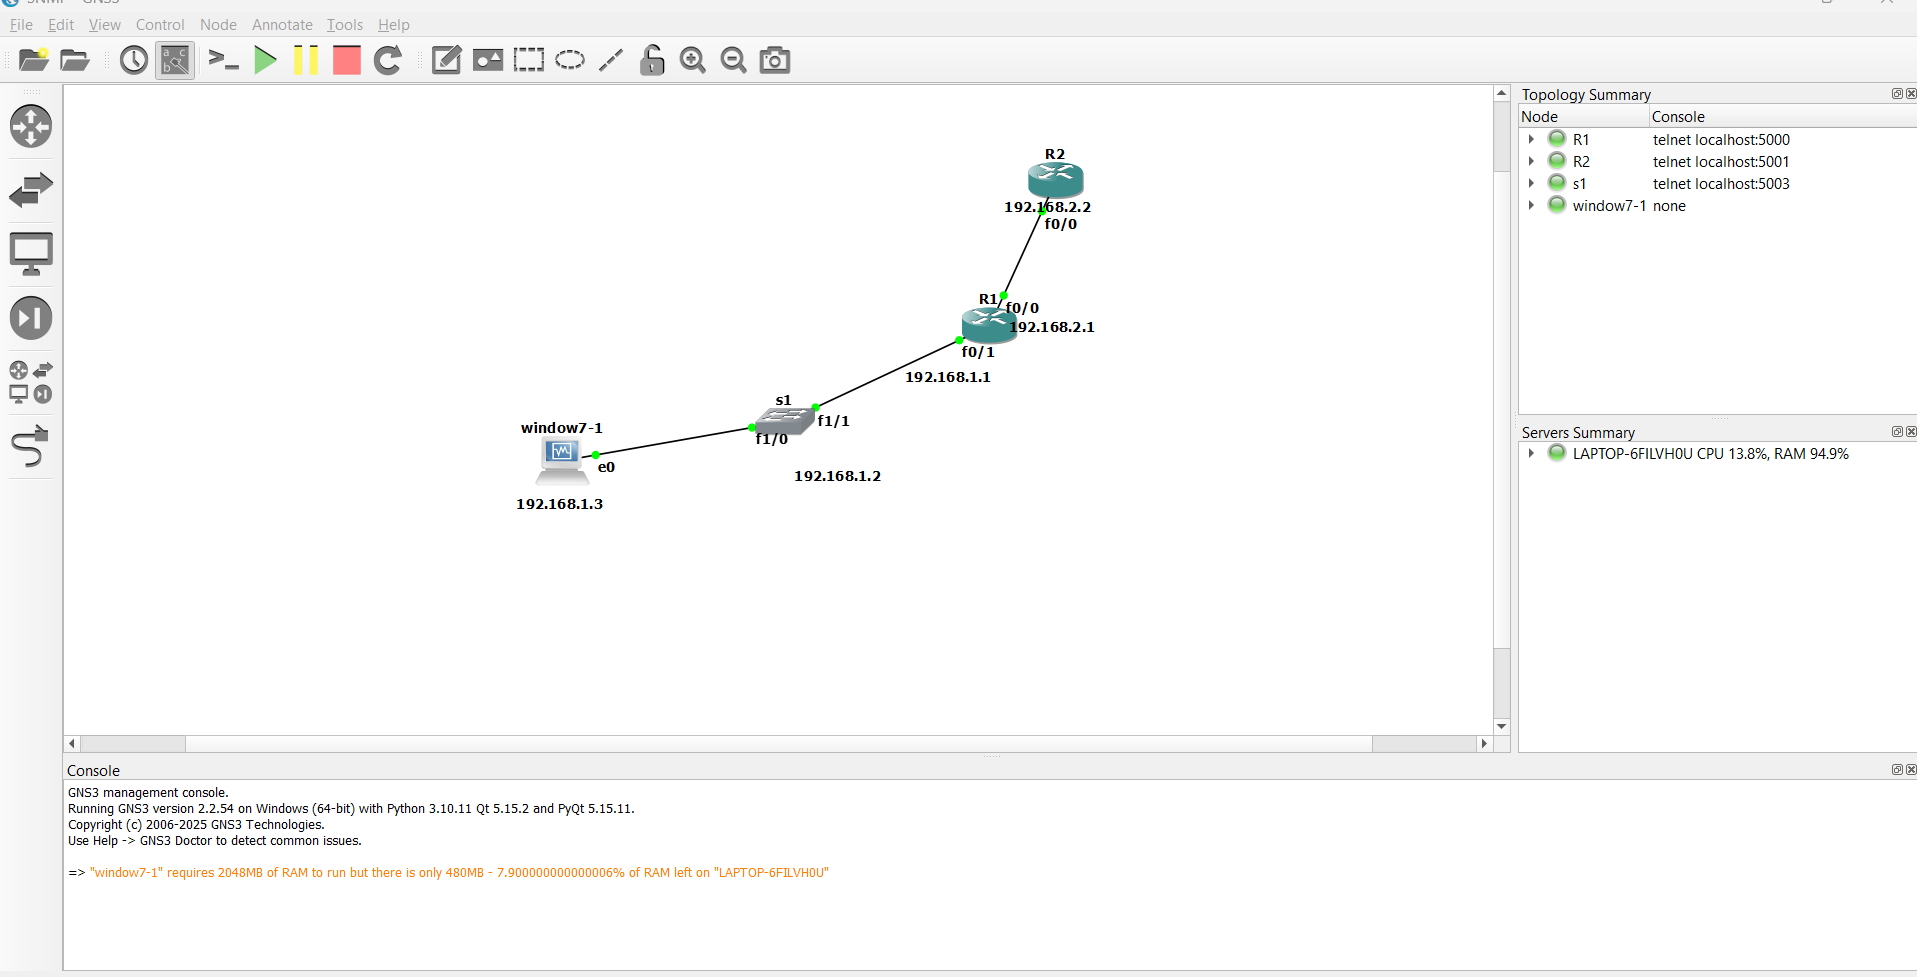 SNMP - GNS3
File Edit View Control Node Annotate Tools Help
Topology Summary
Node Console
R1 telnet localhost:5000
R2 telnet localhost:5001
s1 telnet localhost:5003
window7-1 none
R2
192.168.2.2
f0/0
R1
f0/0
192.168.2.1
f0/1
192.168.1.1
s1
f1/1
f1/0
192.168.1.2
window7-1
e0
192.168.1.3
Servers Summary
LAPTOP-6FILVH0U CPU 13.8%, RAM 94.9%
Console
GNS3 management console.
Running GNS3 version 2.2.54 on Windows (64-bit) with Python 3.10.11 Qt 5.15.2 and PyQt 5.15.11.
Copyright (c) 2006-2025 GNS3 Technologies.
Use Help -> GNS3 Doctor to detect common issues.
=> "window7-1" requires 2048MB of RAM to run but there is only 480MB - 7.900000000000006% of RAM left on "LAPTOP-6FILVH0U"